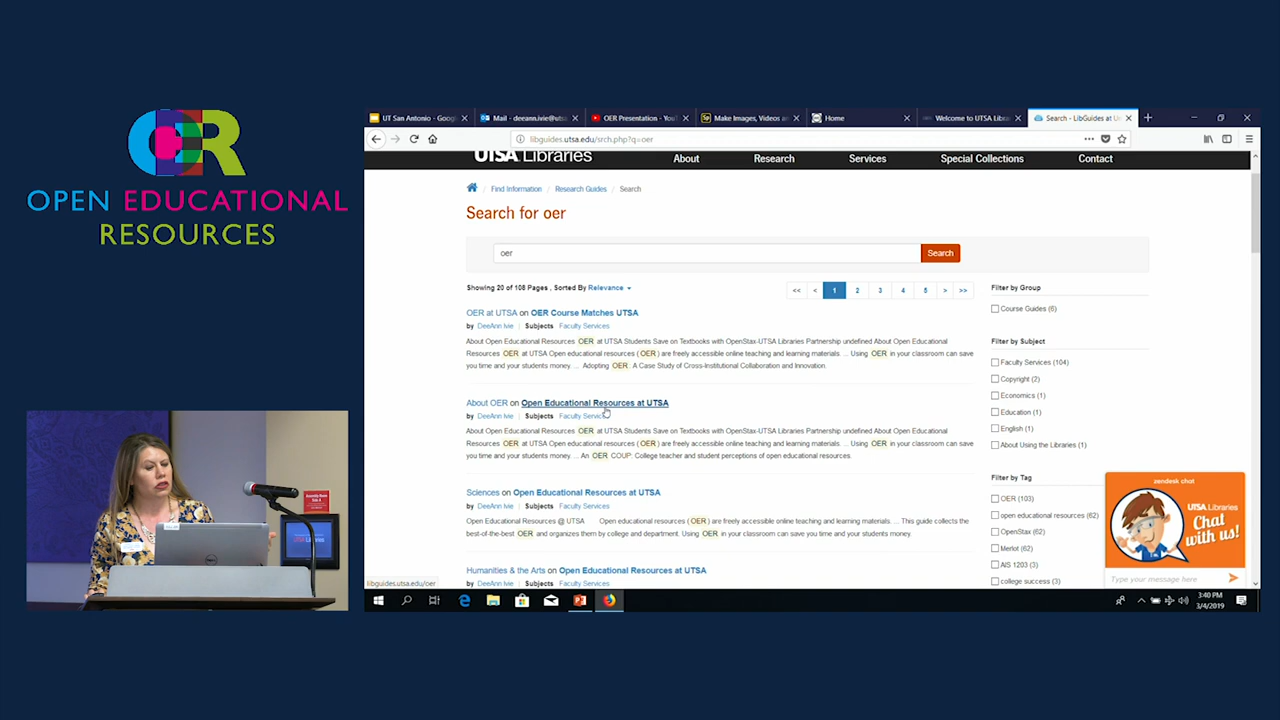 OER
OPEN EDUCATIONAL
RESOURCES
UT San Antonio - Goog
Mail - deeann.ivie@uts
OER Presentation - You
Make Images, Videos an
Home
Welcome to UTSA Libra
Search - LibGuides at U
libguides.utsa.edu/srch.php?q=oer
UTSA Libraries
About
Research
Services
Special Collections
Contact
/ Find Information / Research Guides / Search
Search for oer
oer
Search
Showing 20 of 108 Pages , Sorted By Relevance
<< < 1 2 3 4 5 > >>
OER at UTSA on OER Course Matches UTSA
by DeeAnn Ivie | Subjects Faculty Services
About Open Educational Resources OER at UTSA Students Save on Textbooks with OpenStax-UTSA Libraries Partnership undefined About Open Educational
Resources OER at UTSA Open educational resources (OER) are freely accessible online teaching and learning materials. ... Using OER in your classroom can save
you time and your students money. ... Adopting OER: A Case Study of Cross-Institutional Collaboration and Innovation.
About OER on Open Educational Resources at UTSA
by DeeAnn Ivie | Subjects Faculty Services
About Open Educational Resources OER at UTSA Students Save on Textbooks with OpenStax-UTSA Libraries Partnership undefined About Open Educational
Resources OER at UTSA Open educational resources (OER) are freely accessible online teaching and learning materials. ... Using OER in your classroom can save
you time and your students money. ... An OER COUP: College teacher and student perceptions of open educational resources.
Sciences on Open Educational Resources at UTSA
by DeeAnn Ivie | Subjects Faculty Services
Open Educational Resources @ UTSA Open educational resources (OER) are freely accessible online teaching and learning materials. ... This guide collects the
best-of-the-best OER and organizes them by college and department. Using OER in your classroom can save you time and your students money.
Humanities & the Arts on Open Educational Resources at UTSA
by DeeAnn Ivie | Subjects Faculty Services
libguides.utsa.edu/oer
Filter by Group
Course Guides (6)
Filter by Subject
Faculty Services (104)
Copyright (2)
Economics (1)
Education (1)
English (1)
About Using the Libraries (1)
Filter by Tag
OER (103)
open educational resources (62)
OpenStax (62)
Merlot (62)
AIS 1203 (3)
college success (3)
zendesk chat
UTSA Libraries
Chat
with us!
Type your message here
3:40 PM
3/4/2019